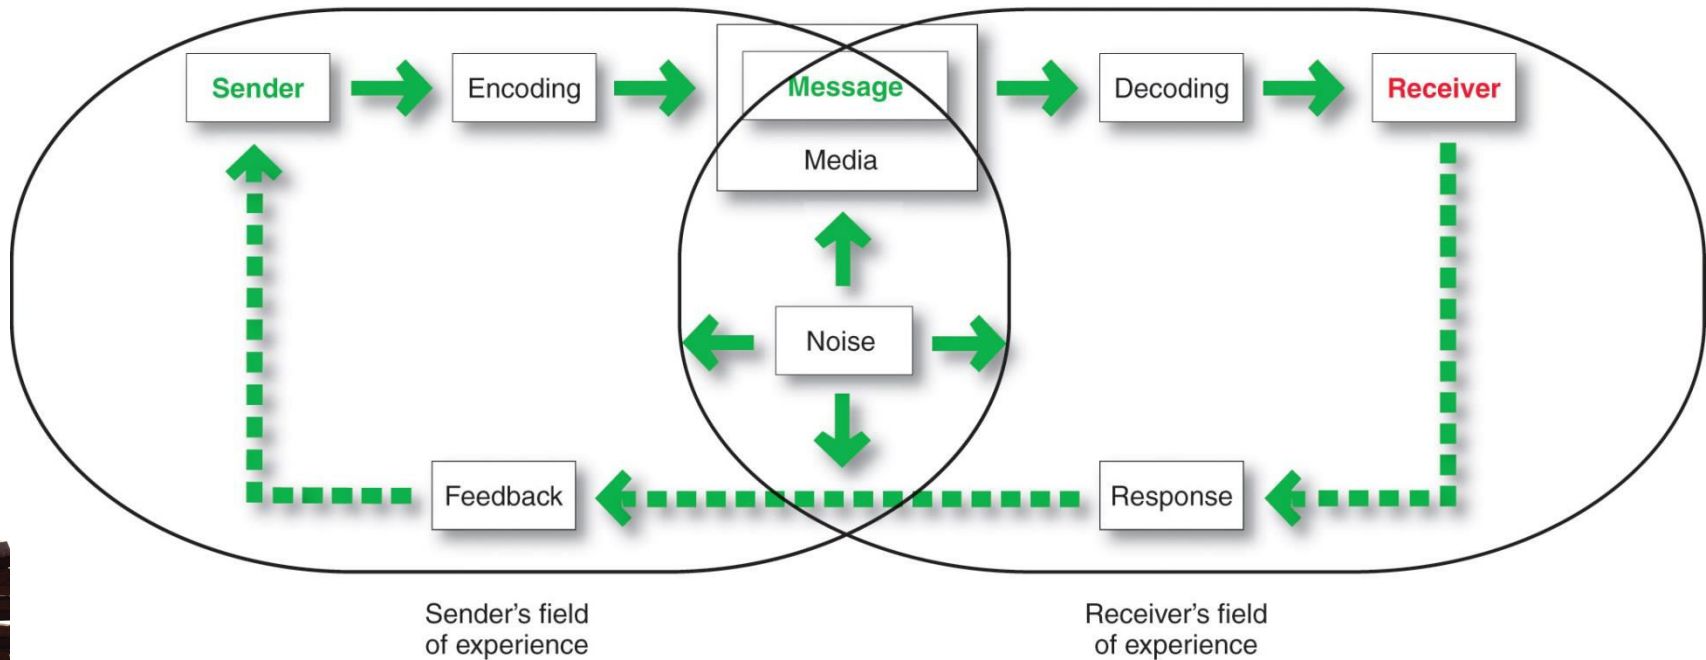 Sender
Encoding
Message
Media
Decoding
Receiver
Noise
Feedback
Response
Sender’s field
of experience
Receiver’s field
of experience